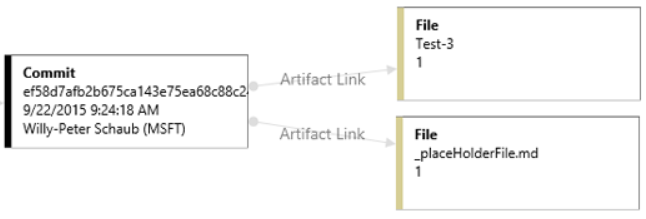 Commit
ef58d7afb2b675ca143e75ea68c88c2
9/22/2015 9:24:18 AM
Willy-Peter Schaub (MSFT)
Artifact Link
Artifact Link
File
Test-3
1
File
_placeHolderFile.md
1